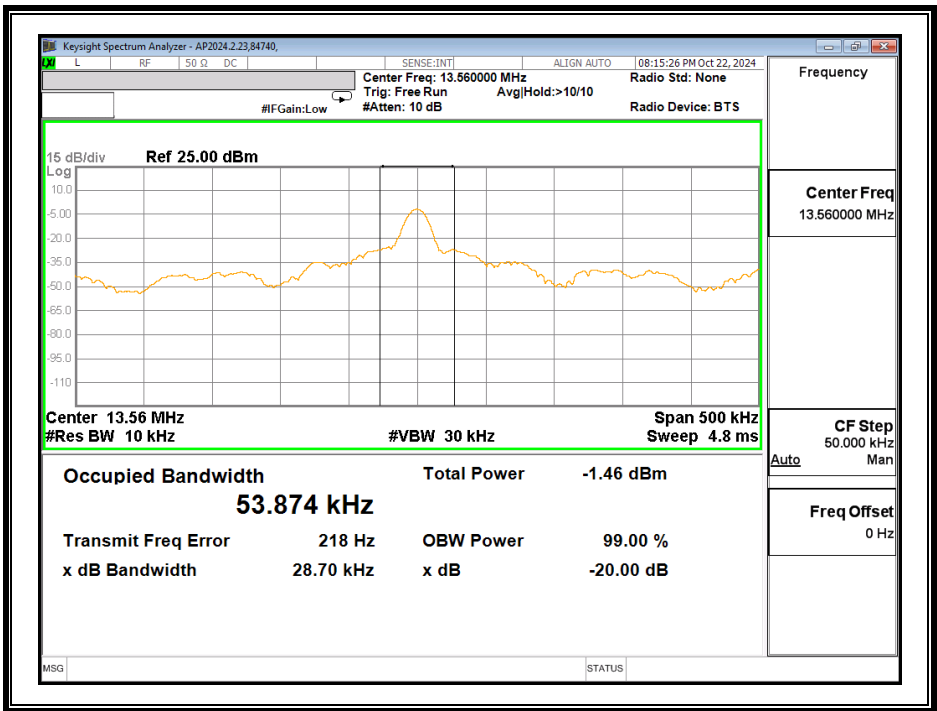 Keysight Spectrum Analyzer - AP2024.2.23,84740,
LXI L RF 50 Ω DC SENSE:INT ALIGN AUTO 08:15:26 PM Oct 22, 2024
Center Freq: 13.560000 MHz Radio Std: None
Trig: Free Run Avg|Hold:>10/10
#IFGain:Low #Atten: 10 dB Radio Device: BTS
Frequency
15 dB/div Ref 25.00 dBm
Log
10.0
-5.00
-20.0
-35.0
-50.0
-65.0
-80.0
-95.0
-110
Center 13.56 MHz Span 500 kHz
#Res BW 10 kHz #VBW 30 kHz Sweep 4.8 ms
Occupied Bandwidth Total Power -1.46 dBm
53.874 kHz
Transmit Freq Error 218 Hz OBW Power 99.00 %
x dB Bandwidth 28.70 kHz x dB -20.00 dB
Center Freq
13.560000 MHz
CF Step
50.000 kHz
Auto Man
Freq Offset
0 Hz
MSG STATUS